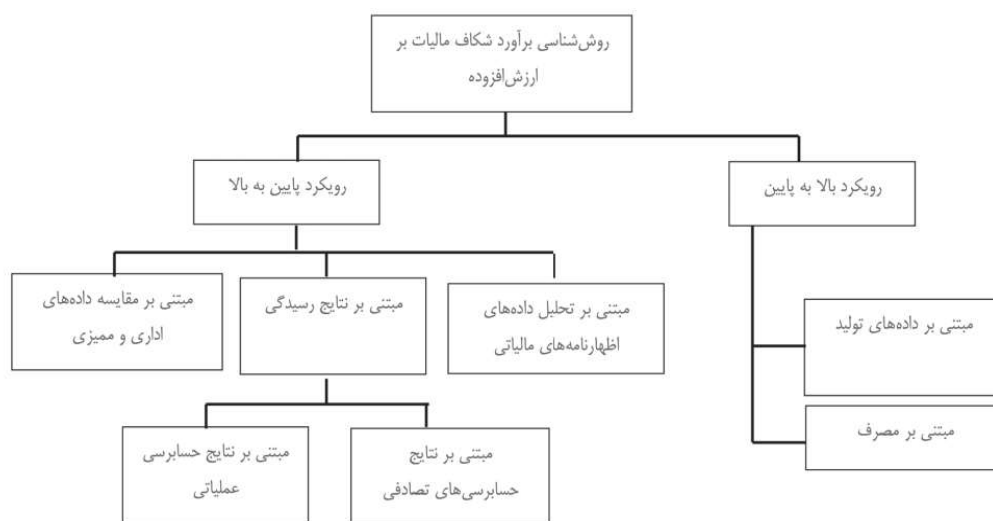 روش‌شناسی برآورد شکاف مالیات بر
ارزش‌افزوده
رویکرد بالا به پایین
رویکرد پایین به بالا
مبتنی بر داده‌های تولید
مبتنی بر مصرف
مبتنی بر تحلیل داده‌های
اظهارنامه‌های مالیاتی
مبتنی بر نتایج رسیدگی
مبتنی بر مقایسه داده‌های
اداری و ممیزی
مبتنی بر نتایج
حسابرسی‌های تصادفی
مبتنی بر نتایج حسابرسی
عملیاتی